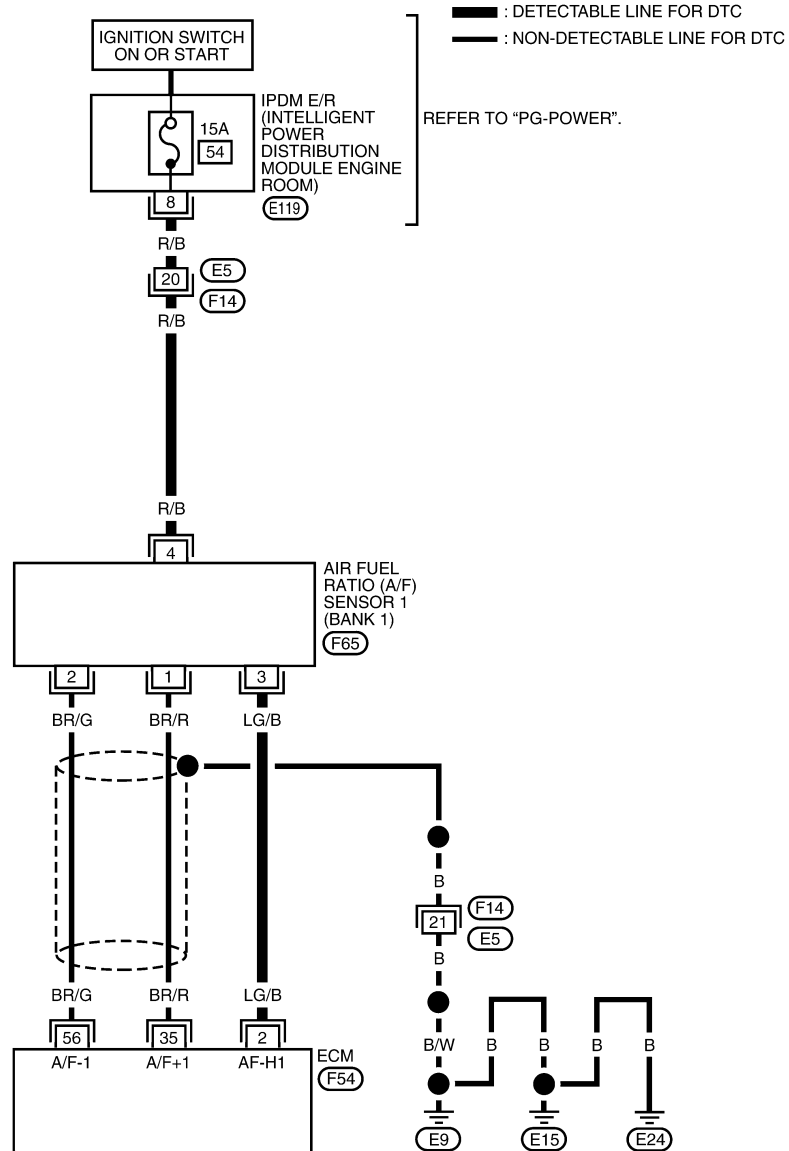 : DETECTABLE LINE FOR DTC
: NON-DETECTABLE LINE FOR DTC
IGNITION SWITCH
ON OR START
IPDM E/R
(INTELLIGENT
POWER
DISTRIBUTION
MODULE ENGINE
ROOM)
E119
15A
54
REFER TO “PG-POWER”.
8
R/B
20
E5
F14
R/B
R/B
4
AIR FUEL
RATIO (A/F)
SENSOR 1
(BANK 1)
F65
2 1 3
BR/G BR/R LG/B
B
21
F14
E5
B
BR/G BR/R LG/B
56 35 2
A/F-1 A/F+1 AF-H1
ECM
F54
B/W B B B B
E9 E15 E24